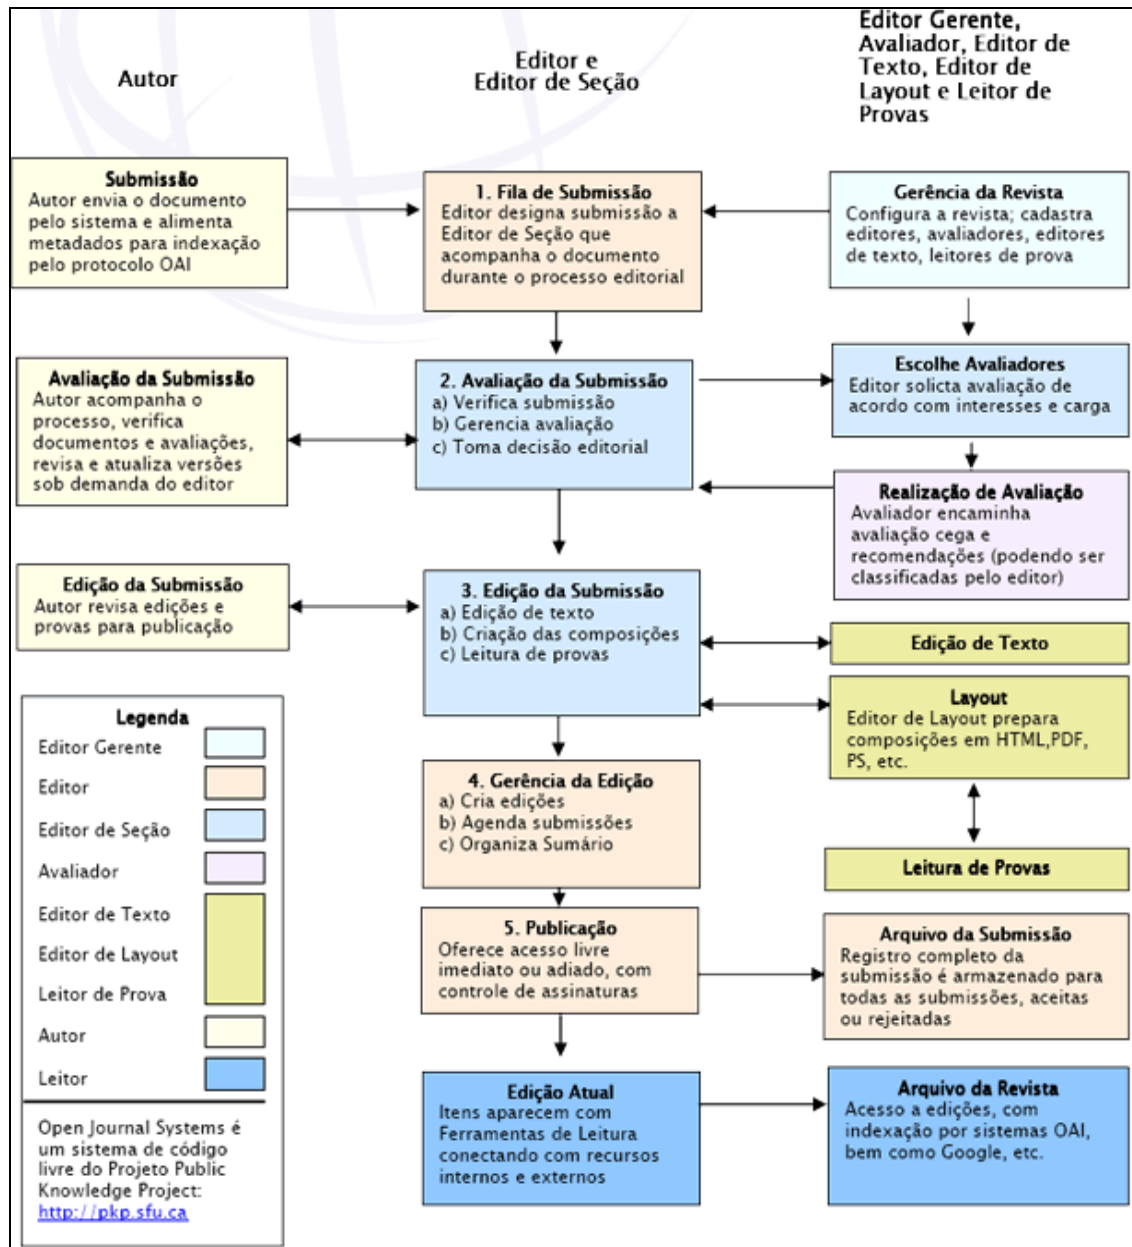 Autor
Editor e
Editor de Seção
Editor Gerente,
Avaliador, Editor de
Texto, Editor de
Layout e Leitor de
Provas
Submissão
Autor envia o documento
pelo sistema e alimenta
metadados para indexação
pelo protocolo OAI
1. Fila de Submissão
Editor designa submissão a
Editor de Seção que
acompanha o documento
durante o processo editorial
Gerência da Revista
Configura a revista; cadastra
editores, avaliadores, editores
de texto, leitores de prova
Avaliação da Submissão
Autor acompanha o
processo, verifica
documentos e avaliações,
revisa e atualiza versões
sob demanda do editor
2. Avaliação da Submissão
a) Verifica submissão
b) Gerencia avaliação
c) Toma decisão editorial
Escolhe Avaliadores
Editor solicta avaliação de
acordo com interesses e carga
Realização de Avaliação
Avaliador encaminha
avaliação cega e
recomendações (podendo ser
classificadas pelo editor)
Edição da Submissão
Autor revisa edições e
provas para publicação
3. Edição da Submissão
a) Edição de texto
b) Criação das composições
c) Leitura de provas
Edição de Texto
Layout
Editor de Layout prepara
composições em HTML,PDF,
PS, etc.
Leitura de Provas
4. Gerência da Edição
a) Cria edições
b) Agenda submissões
c) Organiza Sumário
5. Publicação
Oferece acesso livre
imediato ou adiado, com
controle de assinaturas
Arquivo da Submissão
Registro completo da
submissão é armazenado para
todas as submissões, aceitas
ou rejeitadas
Edição Atual
Itens aparecem com
Ferramentas de Leitura
conectando com recursos
internos e externos
Arquivo da Revista
Acesso a edições, com
indexação por sistemas OAI,
bem como Google, etc.
Legenda
Editor Gerente
Editor
Editor de Seção
Avaliador
Editor de Texto
Editor de Layout
Leitor de Prova
Autor
Leitor
Open Journal Systems é
um sistema de código
livre do Projeto Public
Knowledge Project:
http://pkp.sfu.ca